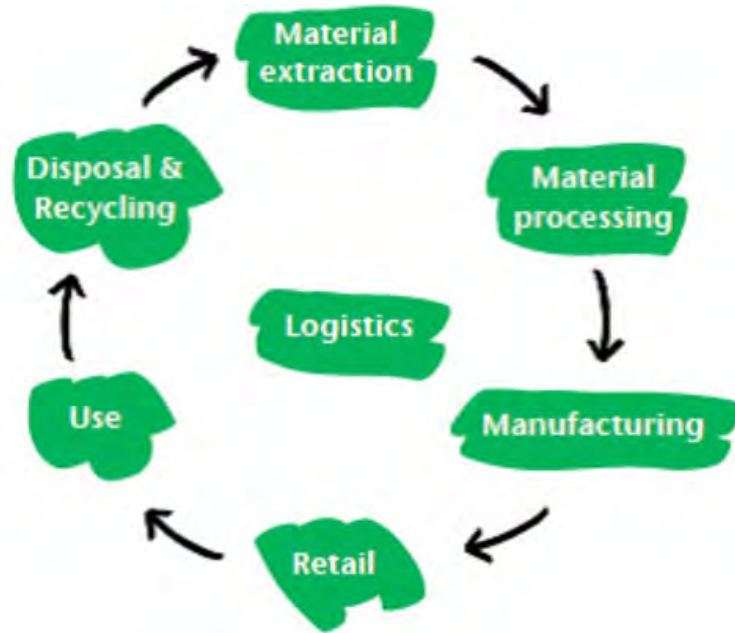 Material
extraction
Material
processing
Manufacturing
Retail
Use
Disposal &
Recycling
Logistics